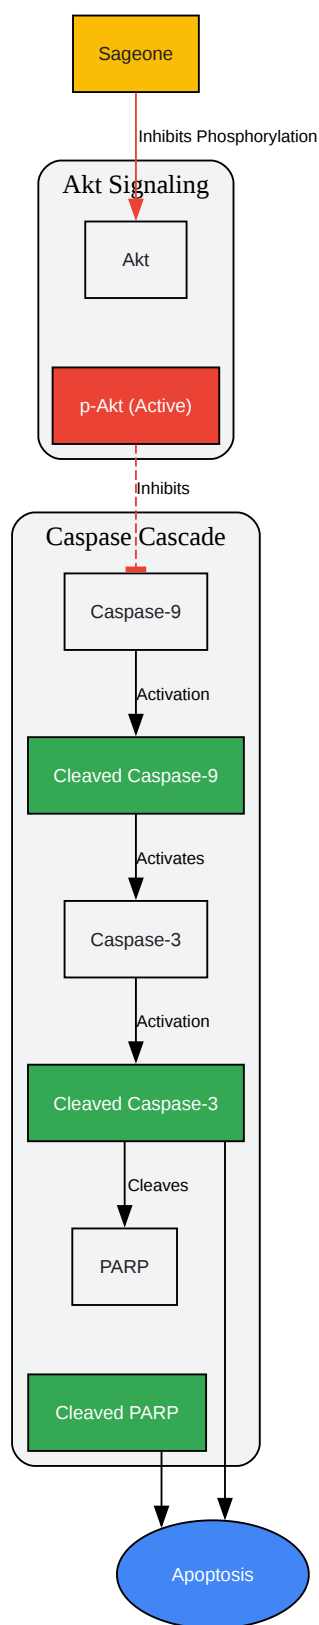 Sageone
Inhibits Phosphorylation
Akt Signaling
Akt
p-Akt (Active)
Inhibits
Caspase Cascade
Caspase-9
Activation
Cleaved Caspase-9
Activates
Caspase-3
Activation
Cleaved Caspase-3
Cleaves
PARP
Cleaved PARP
Apoptosis